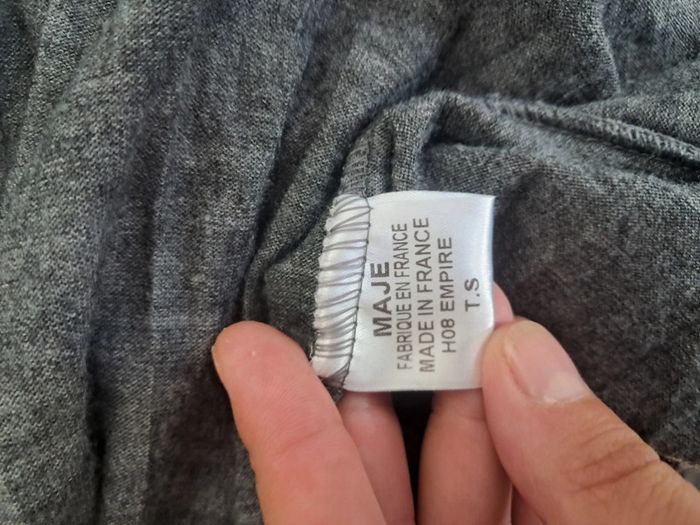 MAJE
FABRIQUE EN FRANCE
MADE IN FRANCE
H08 EMPIRE
T.S